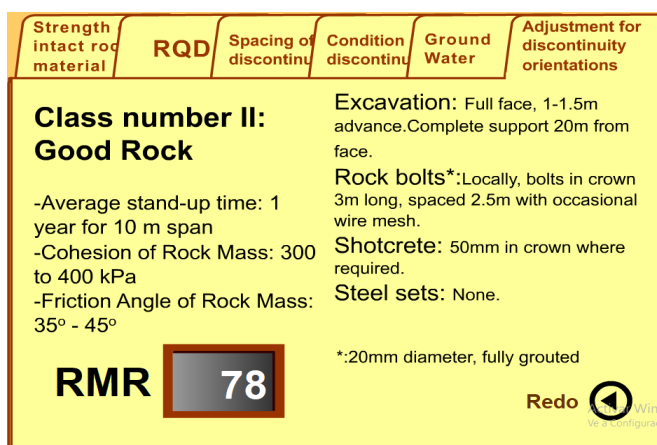 Strength
intact roc
material
RQD
Spacing of
discontinu
Condition
discontinu
Ground
Water
Adjustment for
discontinuity
orientations
Class number II:
Good Rock
-Average stand-up time: 1
year for 10 m span
-Cohesion of Rock Mass: 300
to 400 kPa
-Friction Angle of Rock Mass:
35º - 45º
RMR 78
Excavation: Full face, 1-1.5m
advance.Complete support 20m from
face.
Rock bolts*:Locally, bolts in crown
3m long, spaced 2.5m with occasional
wire mesh.
Shotcrete: 50mm in crown where
required.
Steel sets: None.
*:20mm diameter, fully grouted
Redo
Ve a Configura